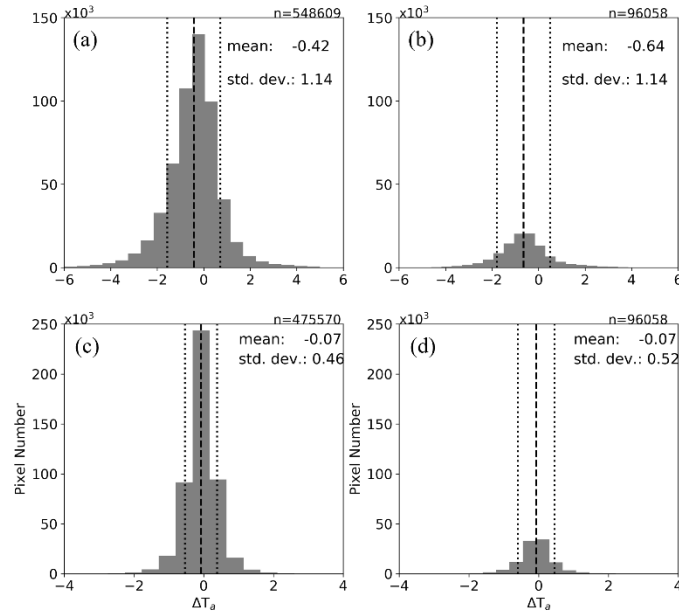 x10³ n=548609
(a)
mean: -0.42
std. dev.: 1.14
150
100
50
0
−6 −4 −2 0 2 4 6
x10³ n=96058
(b)
mean: -0.64
std. dev.: 1.14
150
100
50
0
−6 −4 −2 0 2 4 6
x10³ n=475570
(c)
mean: -0.07
std. dev.: 0.46
Pixel Number
250
200
150
100
50
0
−4 −2 0 2 4
ΔTₐ
x10³ n=96058
(d)
mean: -0.07
std. dev.: 0.52
Pixel Number
250
200
150
100
50
0
−4 −2 0 2 4
ΔTₐ